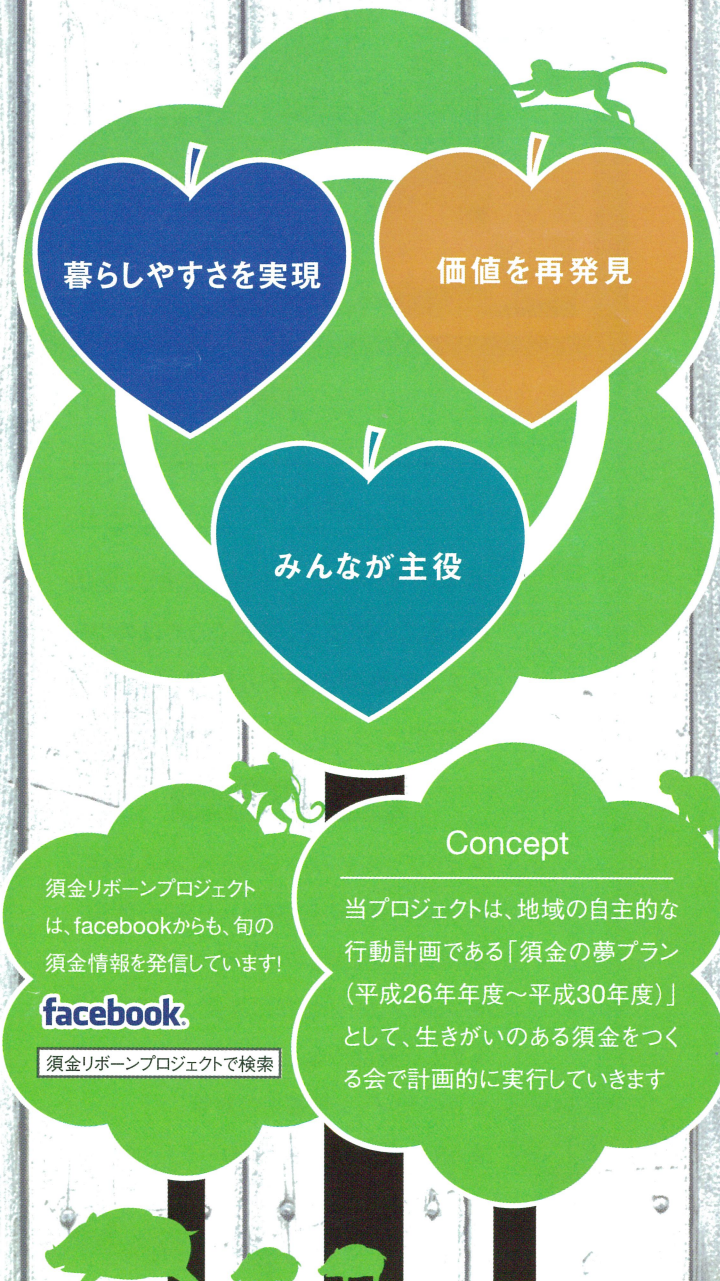 暮らしやすさを実現
価値を再発見
みんなが主役
須金リボーンプロジェクト
は、facebookからも、旬の
須金情報を発信しています!
facebook.
須金リボーンプロジェクトで検索
Concept
当プロジェクトは、地域の自主的な
行動計画である「須金の夢プラン
（平成26年年度〜平成30年度）」
として、生きがいのある須金をつく
る会で計画的に実行していきます